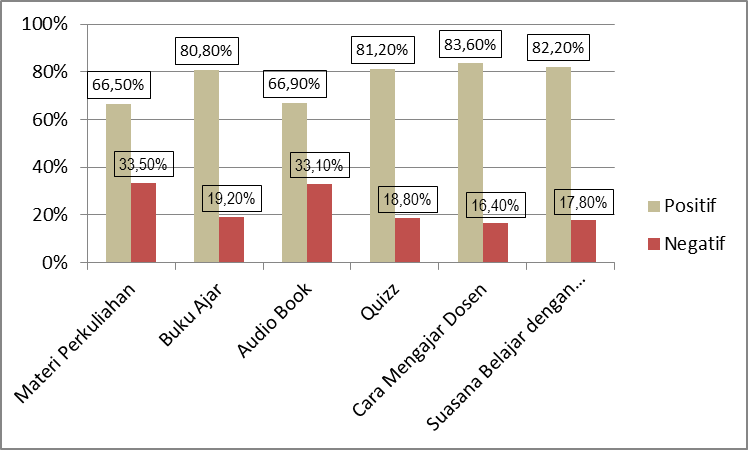 100%
80%
60%
40%
20%
0%
66,50%
80,80%
66,90%
81,20%
83,60%
82,20%
33,50%
19,20%
33,10%
18,80%
16,40%
17,80%
Materi Perkuliahan
Buku Ajar
Audio Book
Quizz
Cara Mengajar Dosen
Suasana Belajar dengan...
Positif
Negatif